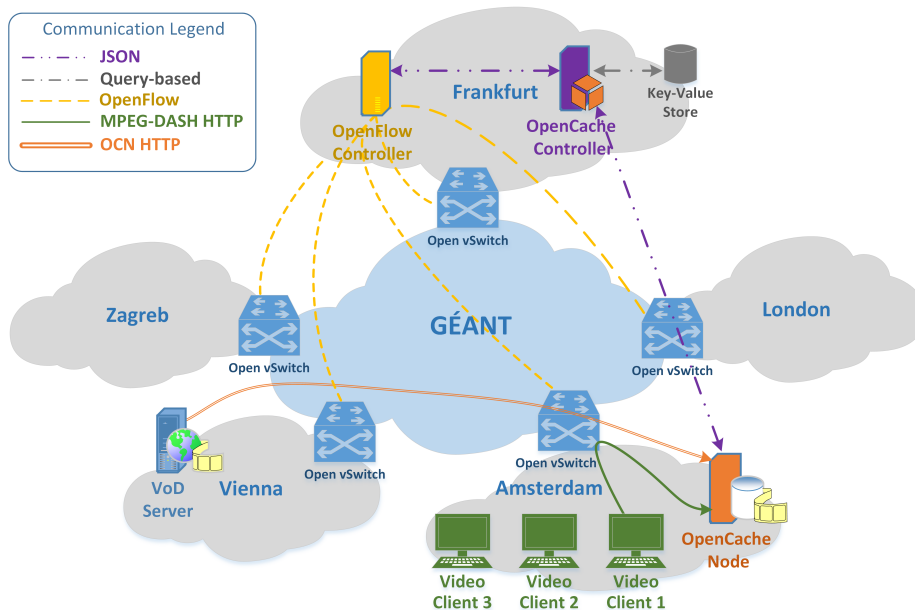 Communication Legend
JSON
Query-based
OpenFlow
MPEG-DASH HTTP
OCN HTTP
Frankfurt
OpenFlow
Controller
OpenCache
Controller
Key-Value
Store
Open vSwitch
Zagreb
Open vSwitch
GÉANT
London
Open vSwitch
VoD
Server
Vienna
Open vSwitch
Open vSwitch
Amsterdam
OpenCache
Node
Video
Client 3
Video
Client 2
Video
Client 1